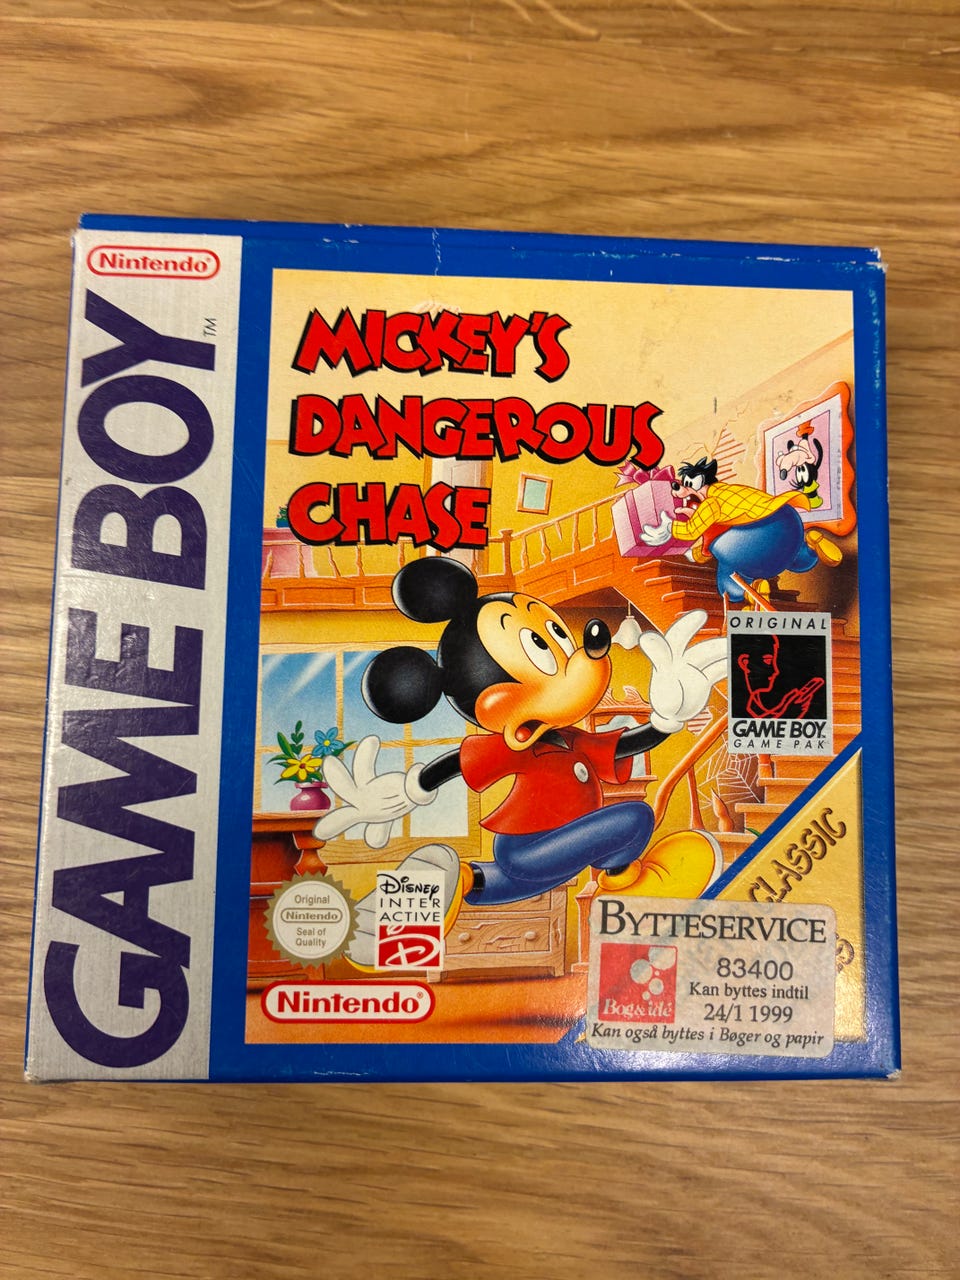 Nintendo®
GAME BOY™
MICKEY'S
DANGEROUS
CHASE
ORIGINAL
GAME BOY
GAME PAK
CLASSIC
Original
Nintendo
Seal of
Quality
DISNEY
INTER
ACTIVE
Nintendo®
BYTTESERVICE
83400
Kan byttes indtil
24/1 1999
Bog & idé
Kan også byttes i Bøger og papir